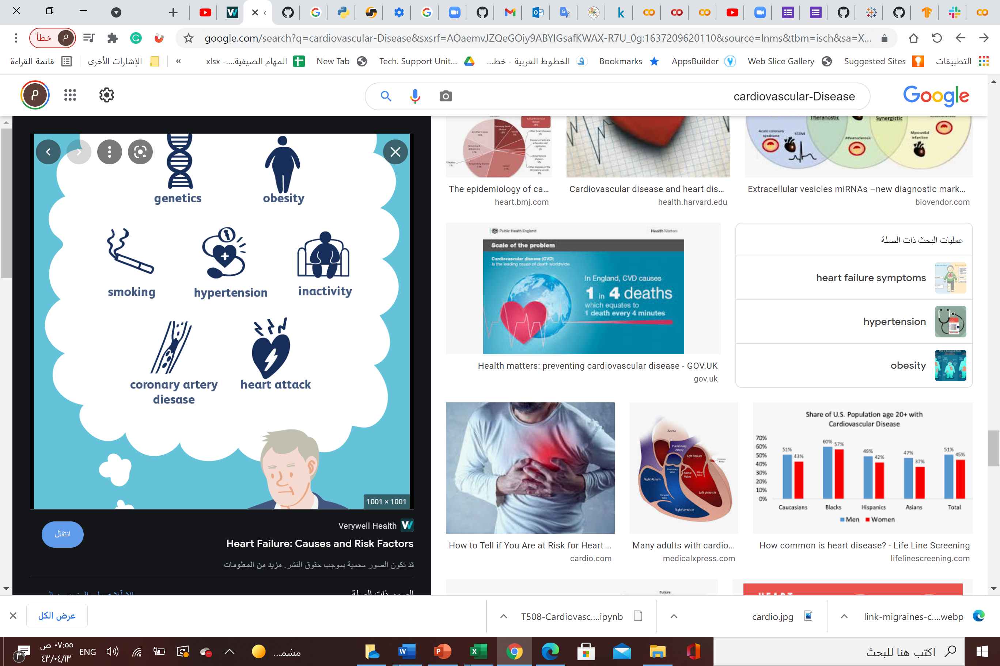 خطأ
م
google.com/search?q=cardiovascular-Disease&sxsrf=AOaemvJZQeGOiy9ABYIGsafKWAX-R7U_0g:1637209620110&source=lnms&tbm=isch&sa=X...
التطبيقات
Suggested Sites
Web Slice Gallery
AppsBuilder
Bookmarks
الخطوط العربية - خط...
Tech. Support Unit...
New Tab
المهام الصيفية....- xlsx
«
الإشارات الأخرى
قائمة القراءة
Google
cardiovascular-Disease
م
genetics
obesity
smoking
hypertension
inactivity
coronary artery
diesase
heart attack
1001 × 1001
Verywell Health
انتقال
Heart Failure: Causes and Risk Factors
قد تكون الصور محمية بموجب حقوق النشر. مزيد من المعلومات
الصور ذات الصلة
Theranostic
Synergistic
Acute coronary
syndrome
STEMI
Atherosclerosis
Myocardial
infarction
Extracellular vesicles miRNAs –new diagnostic mark...
biovendor.com
Cardiovascular disease and heart dis...
health.harvard.edu
The epidemiology of ca...
heart.bmj.com
عمليات البحث ذات الصلة
heart failure symptoms
hypertension
obesity
Public Health England
Health Matters
Scale of the problem
Cardiovascular disease (CVD)
is the leading cause of death worldwide
In England, CVD causes
1 in 4 deaths
which equates to
1 death every 4 minutes
Health matters: preventing cardiovascular disease - GOV.UK
gov.uk
Share of U.S. Population age 20+ with
Cardiovascular Disease
70%
60%
50%
40%
30%
20%
10%
0%
51% 43%
60% 57%
49% 42%
47% 37%
51% 45%
Caucasians Blacks Hispanics Asians Total
Men Women
How common is heart disease? - Life Line Screening
lifelinescreening.com
Aorta
Pulmonary
Artery
Left Atrium
Aortic
Valve
Right Atrium
Left Ventricle
Right Ventricle
Many adults with cardio...
medicalxpress.com
How to Tell if You Are at Risk for Heart ...
cardio.com
Future
HEART
link-migraines-c....webp
cardio.jpg
T508-Cardiovasc....ipynb
عرض الكل
اكتب هنا للبحث
مشم...
ENG
٠٧:٥٥ ص
٤٣/٠٤/١٣
٣